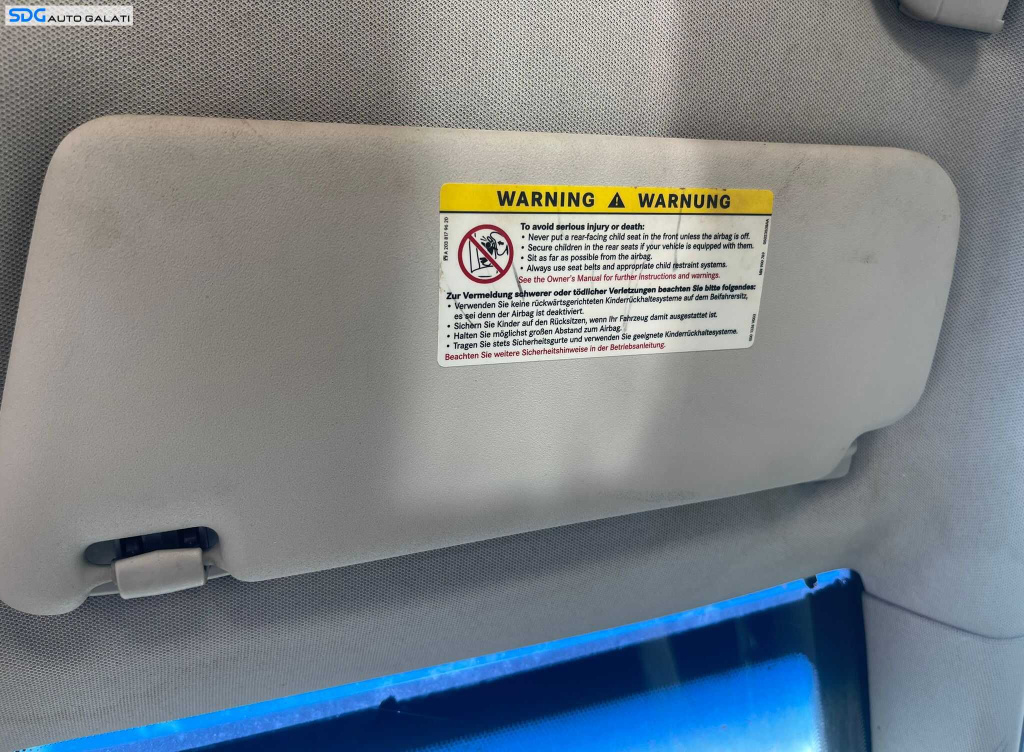 SDG AUTO GALATI
WARNING WARNUNG
To avoid serious injury or death:
• Never put a rear-facing child seat in the front unless the airbag is off.
• Secure children in the rear seats if your vehicle is equipped with them.
• Sit as far as possible from the airbag.
• Always use seat belts and appropriate child restraint systems.
See the Owner's Manual for further instructions and warnings.
Zur Vermeidung schwerer oder tödlicher Verletzungen beachten Sie bitte folgendes:
• Verwenden Sie keine rückwärtsgerichteten Kinderrückhaltesysteme auf dem Beifahrersitz,
es sei denn der Airbag ist deaktiviert.
• Sichern Sie Kinder auf den Rücksitzen, wenn Ihr Fahrzeug damit ausgestattet ist.
• Halten Sie möglichst großen Abstand zum Airbag.
• Tragen Sie stets Sicherheitsgurte und verwenden Sie geeignete Kinderrückhaltesysteme.
Beachten Sie weitere Sicherheitshinweise in der Betriebsanleitung.